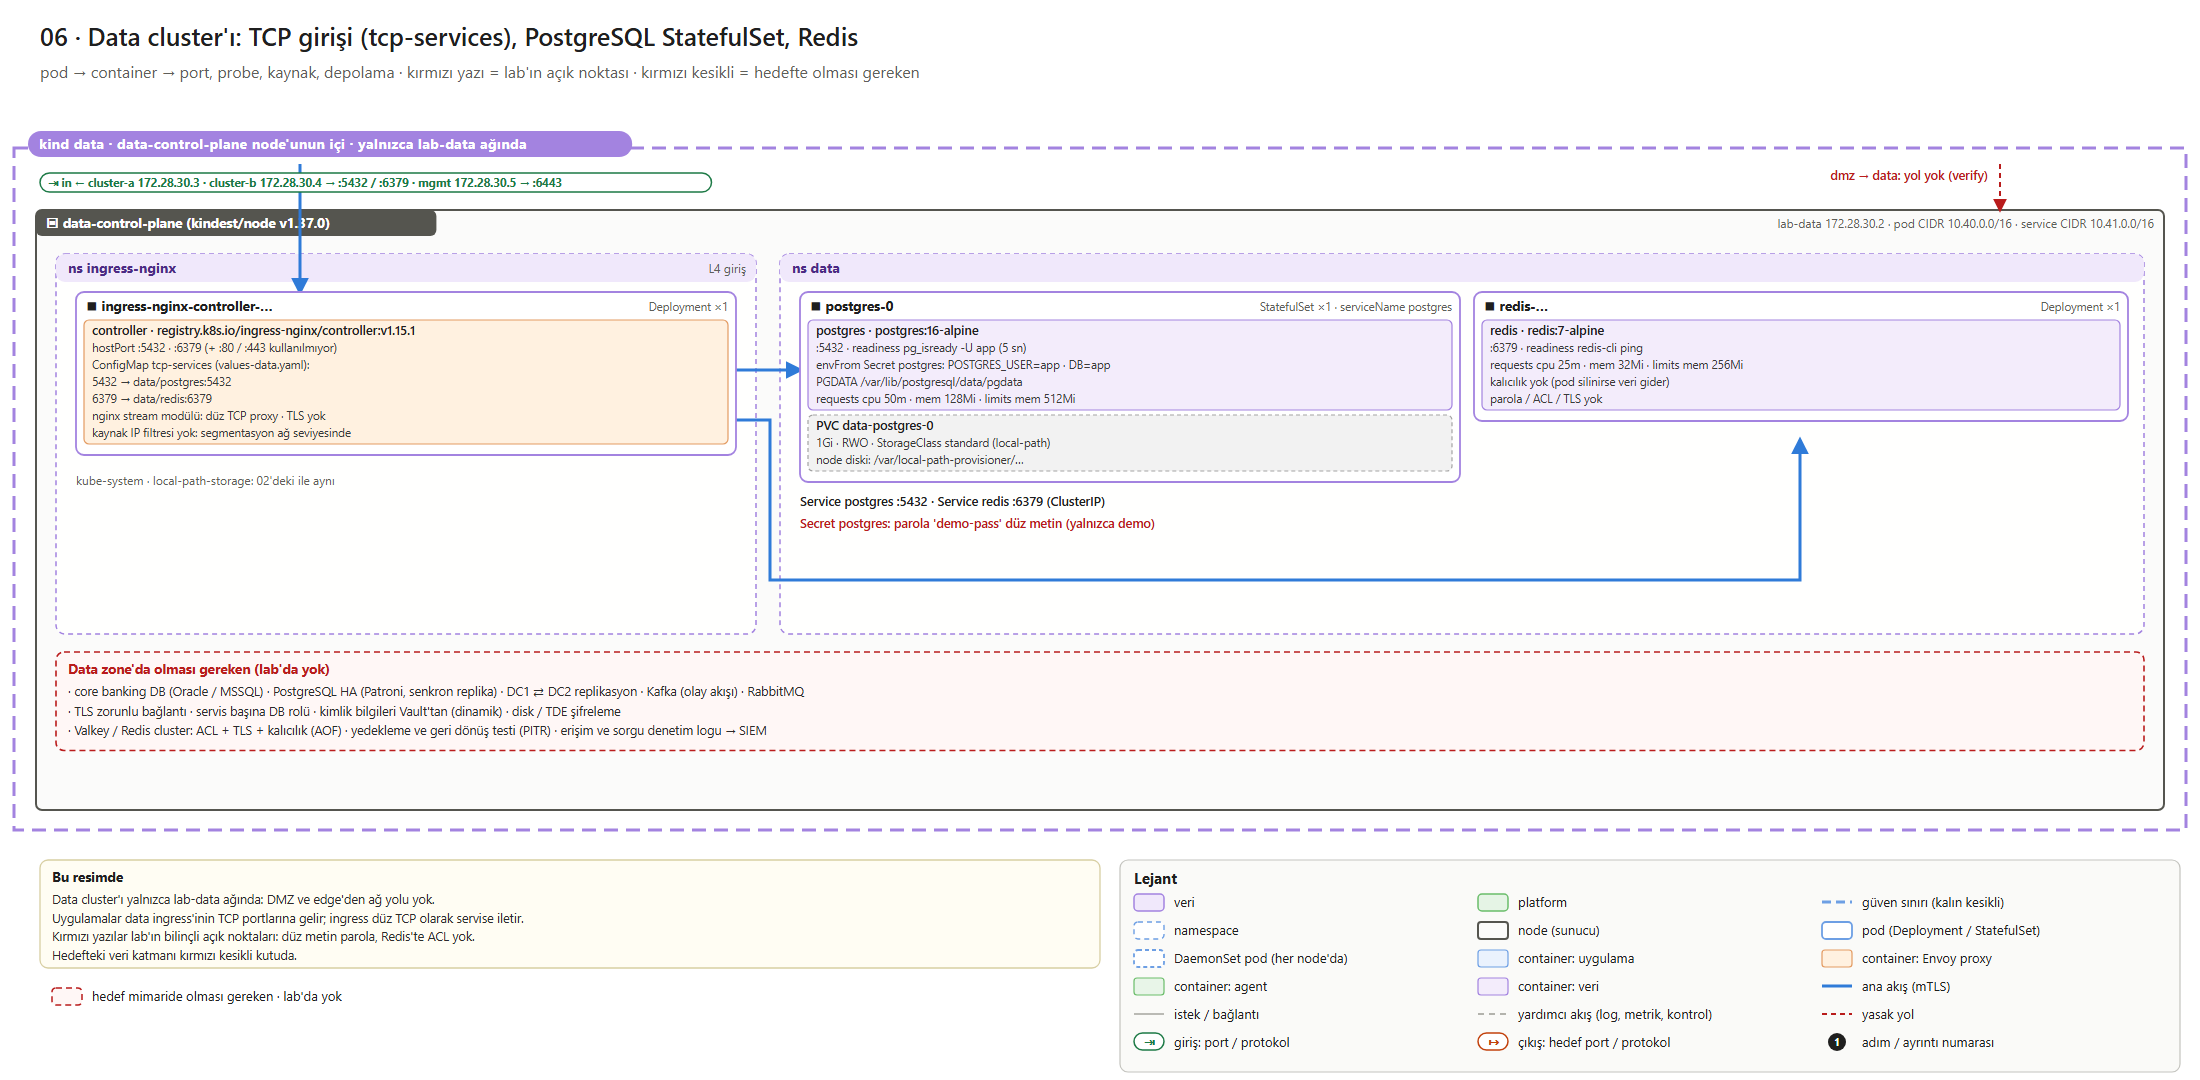 06 · Data cluster'ı: TCP girişi (tcp-services), PostgreSQL StatefulSet, Redis
pod → container → port, probe, kaynak, depolama · kırmızı yazı = lab'ın açık noktası · kırmızı kesikli = hedefte olması gereken
kind data · data-control-plane node'unun içi · yalnızca lab-data ağında
⇥ in ← cluster-a 172.28.30.3 · cluster-b 172.28.30.4 → :5432 / :6379 · mgmt 172.28.30.5 → :6443
dmz → data: yol yok (verify)
data-control-plane (kindest/node v1.37.0)
lab-data 172.28.30.2 · pod CIDR 10.40.0.0/16 · service CIDR 10.41.0.0/16
ns ingress-nginx
L4 giriş
■ ingress-nginx-controller-...
Deployment ×1
controller · registry.k8s.io/ingress-nginx/controller:v1.15.1
hostPort :5432 · :6379 (+ :80 / :443 kullanılmıyor)
ConfigMap tcp-services (values-data.yaml):
5432 → data/postgres:5432
6379 → data/redis:6379
nginx stream modülü: düz TCP proxy · TLS yok
kaynak IP filtresi yok: segmentasyon ağ seviyesinde
kube-system · local-path-storage: 02'deki ile aynı
ns data
■ postgres-0
StatefulSet ×1 · serviceName postgres
postgres · postgres:16-alpine
:5432 · readiness pg_isready -U app (5 sn)
envFrom Secret postgres: POSTGRES_USER=app · DB=app
PGDATA /var/lib/postgresql/data/pgdata
requests cpu 50m · mem 128Mi · limits mem 512Mi
PVC data-postgres-0
1Gi · RWO · StorageClass standard (local-path)
node diski: /var/local-path-provisioner/...
Service postgres :5432 · Service redis :6379 (ClusterIP)
Secret postgres: parola 'demo-pass' düz metin (yalnızca demo)
■ redis-...
Deployment ×1
redis · redis:7-alpine
:6379 · readiness redis-cli ping
requests cpu 25m · mem 32Mi · limits mem 256Mi
kalıcılık yok (pod silinirse veri gider)
parola / ACL / TLS yok
Data zone'da olması gereken (lab'da yok)
· core banking DB (Oracle / MSSQL) · PostgreSQL HA (Patroni, senkron replika) · DC1 ⇄ DC2 replikasyon · Kafka (olay akışı) · RabbitMQ
· TLS zorunlu bağlantı · servis başına DB rolü · kimlik bilgileri Vault'tan (dinamik) · disk / TDE şifreleme
· Valkey / Redis cluster: ACL + TLS + kalıcılık (AOF) · yedekleme ve geri dönüş testi (PITR) · erişim ve sorgu denetim logu → SIEM
Bu resimde
Data cluster'ı yalnızca lab-data ağında: DMZ ve edge'den ağ yolu yok.
Uygulamalar data ingress'inin TCP portlarına gelir; ingress düz TCP olarak servise iletir.
Kırmızı yazılar lab'ın bilinçli açık noktaları: düz metin parola, Redis'te ACL yok.
Hedefteki veri katmanı kırmızı kesikli kutuda.
hedef mimaride olması gereken · lab'da yok
Lejant
veri
platform
güven sınırı (kalın kesikli)
namespace
node (sunucu)
pod (Deployment / StatefulSet)
DaemonSet pod (her node'da)
container: uygulama
container: Envoy proxy
container: agent
container: veri
ana akış (mTLS)
istek / bağlantı
yardımcı akış (log, metrik, kontrol)
yasak yol
⇥ giriş: port / protokol
↦ çıkış: hedef port / protokol
1 adım / ayrıntı numarası